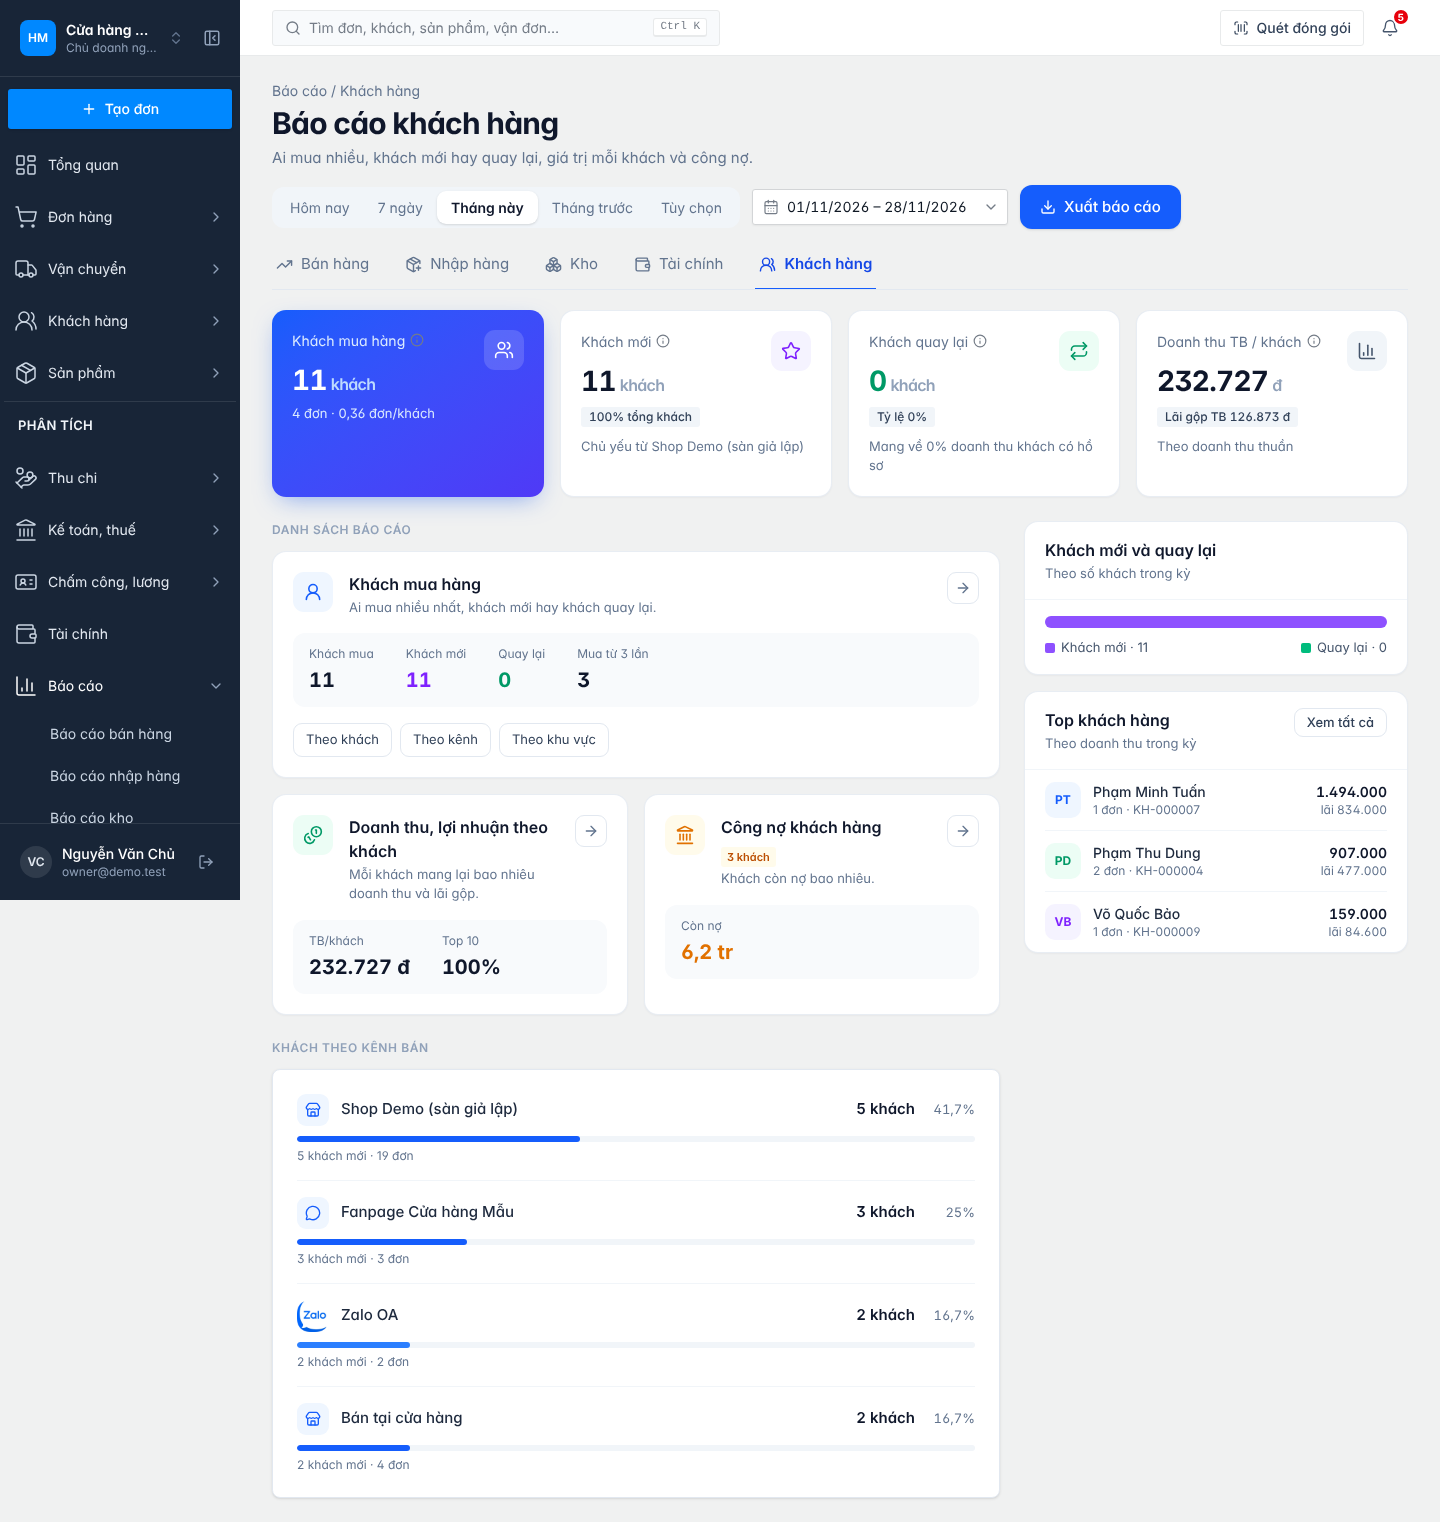 HM
Cửa hàng ...
Chủ doanh ng...
Tạo đơn
Tổng quan
Đơn hàng
Vận chuyển
Khách hàng
Sản phẩm
PHÂN TÍCH
Thu chi
Kế toán, thuế
Chấm công, lương
Tài chính
Báo cáo
Báo cáo bán hàng
Báo cáo nhập hàng
Báo cáo kho
VC
Nguyễn Văn Chủ
owner@demo.test
Tìm đơn, khách, sản phẩm, vận đơn...
Ctrl K
Quét đóng gói
5
Báo cáo / Khách hàng
Báo cáo khách hàng
Ai mua nhiều, khách mới hay quay lại, giá trị mỗi khách và công nợ.
Hôm nay
7 ngày
Tháng này
Tháng trước
Tùy chọn
01/11/2026 – 28/11/2026
Xuất báo cáo
Bán hàng
Nhập hàng
Kho
Tài chính
Khách hàng
Khách mua hàng
11 khách
4 đơn · 0,36 đơn/khách
Khách mới
11 khách
100% tổng khách
Chủ yếu từ Shop Demo (sàn giả lập)
Khách quay lại
0 khách
Tỷ lệ 0%
Mang về 0% doanh thu khách có hồ
sơ
Doanh thu TB / khách
232.727 đ
Lãi gộp TB 126.873 đ
Theo doanh thu thuần
DANH SÁCH BÁO CÁO
Khách mua hàng
Ai mua nhiều nhất, khách mới hay khách quay lại.
Khách mua
11
Khách mới
11
Quay lại
0
Mua từ 3 lần
3
Theo khách
Theo kênh
Theo khu vực
Doanh thu, lợi nhuận theo
khách
Mỗi khách mang lại bao nhiêu
doanh thu và lãi gộp.
TB/khách
232.727 đ
Top 10
100%
Công nợ khách hàng
3 khách
Khách còn nợ bao nhiêu.
Còn nợ
6,2 tr
Khách mới và quay lại
Theo số khách trong kỳ
Khách mới · 11
Quay lại · 0
Top khách hàng
Theo doanh thu trong kỳ
Xem tất cả
PT
Phạm Minh Tuấn
1 đơn · KH-000007
1.494.000
lãi 834.000
PD
Phạm Thu Dung
2 đơn · KH-000004
907.000
lãi 477.000
VB
Võ Quốc Bảo
1 đơn · KH-000009
159.000
lãi 84.600
KHÁCH THEO KÊNH BÁN
Shop Demo (sàn giả lập)
5 khách
41,7%
5 khách mới · 19 đơn
Fanpage Cửa hàng Mẫu
3 khách
25%
3 khách mới · 3 đơn
Zalo
Zalo OA
2 khách
16,7%
2 khách mới · 2 đơn
Bán tại cửa hàng
2 khách
16,7%
2 khách mới · 4 đơn